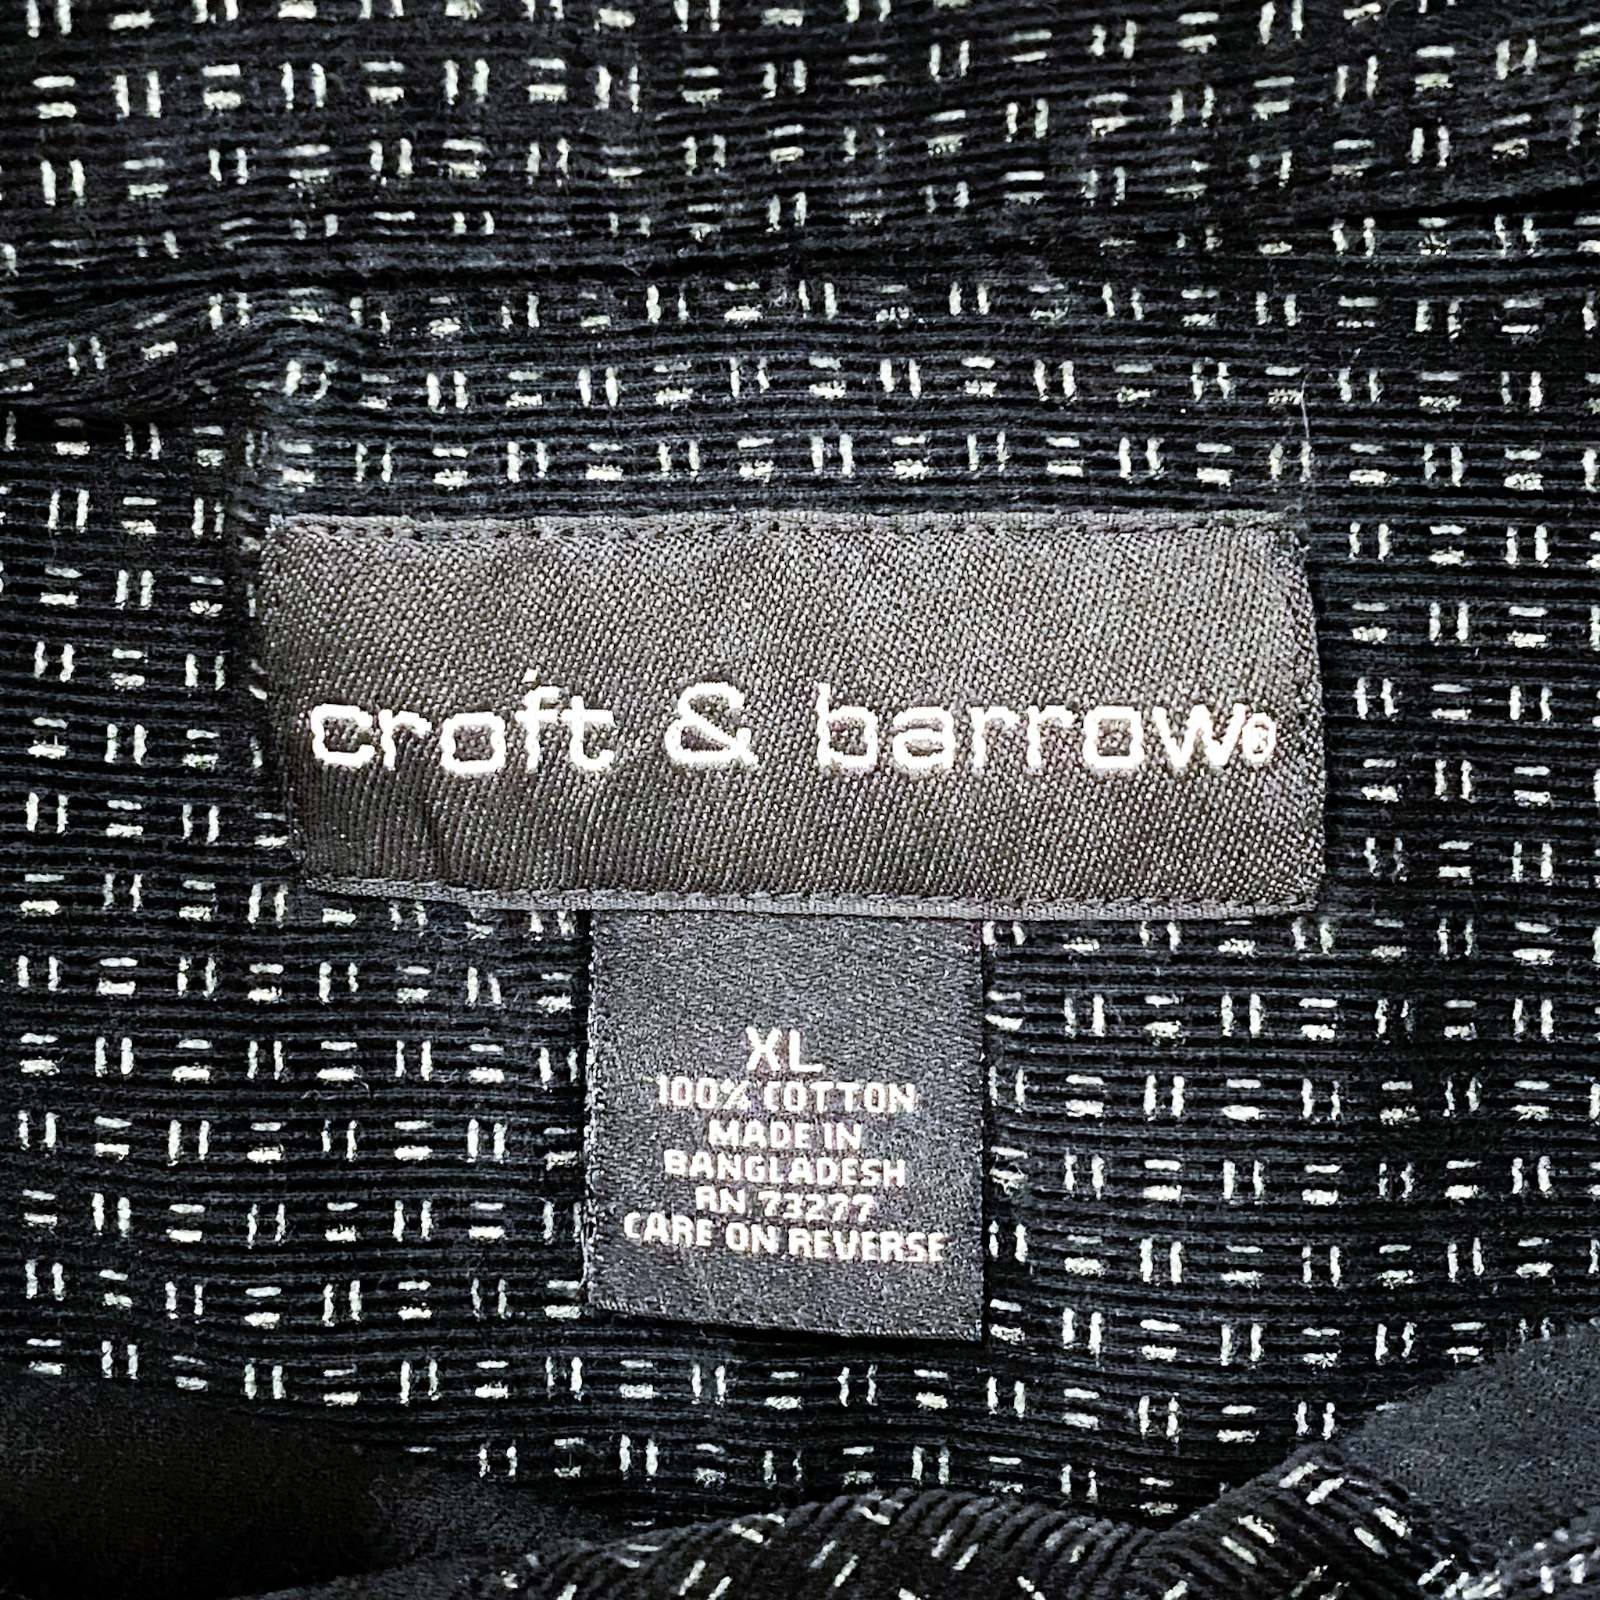 croft & barrow®
XL
100% COTTON
MADE IN
BANGLADESH
RN 73277
CARE ON REVERSE